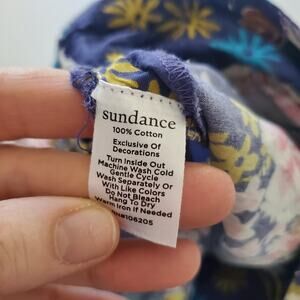 sundance
100% Cotton
Exclusive Of
Decorations
Turn Inside Out
Machine Wash Cold
Gentle Cycle
Wash Separately Or
With Like Colors
Do Not Bleach
Hang To Dry
Warm Iron If Needed